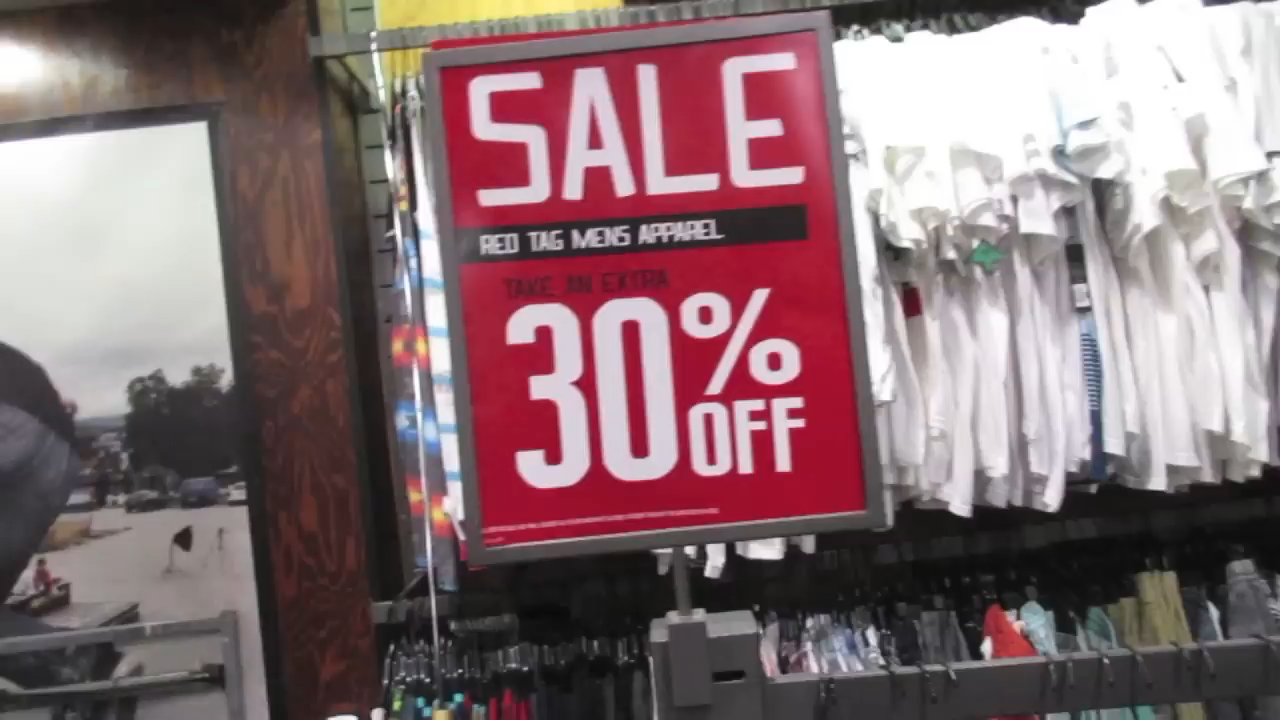 SALE
RED TAG MENS APPAREL
TAKE AN EXTRA
30%
OFF